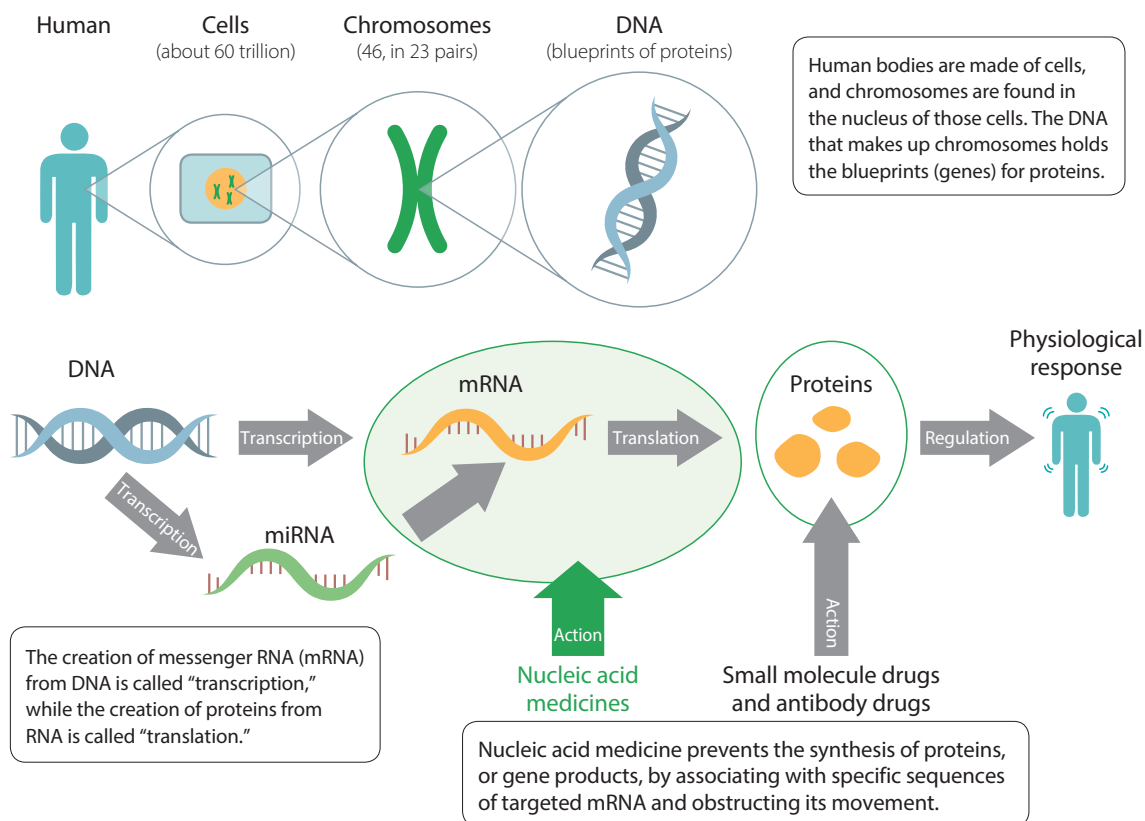 Human
Cells
(about 60 trillion)
Chromosomes
(46, in 23 pairs)
DNA
(blueprints of proteins)
Human bodies are made of cells,
and chromosomes are found in
the nucleus of those cells. The DNA
that makes up chromosomes holds
the blueprints (genes) for proteins.
DNA
Transcription
mRNA
Translation
Proteins
Regulation
Physiological
response
Transcription
miRNA
Action
Nucleic acid
medicines
Action
Small molecule drugs
and antibody drugs
The creation of messenger RNA (mRNA)
from DNA is called “transcription,”
while the creation of proteins from
RNA is called “translation.”
Nucleic acid medicine prevents the synthesis of proteins,
or gene products, by associating with specific sequences
of targeted mRNA and obstructing its movement.